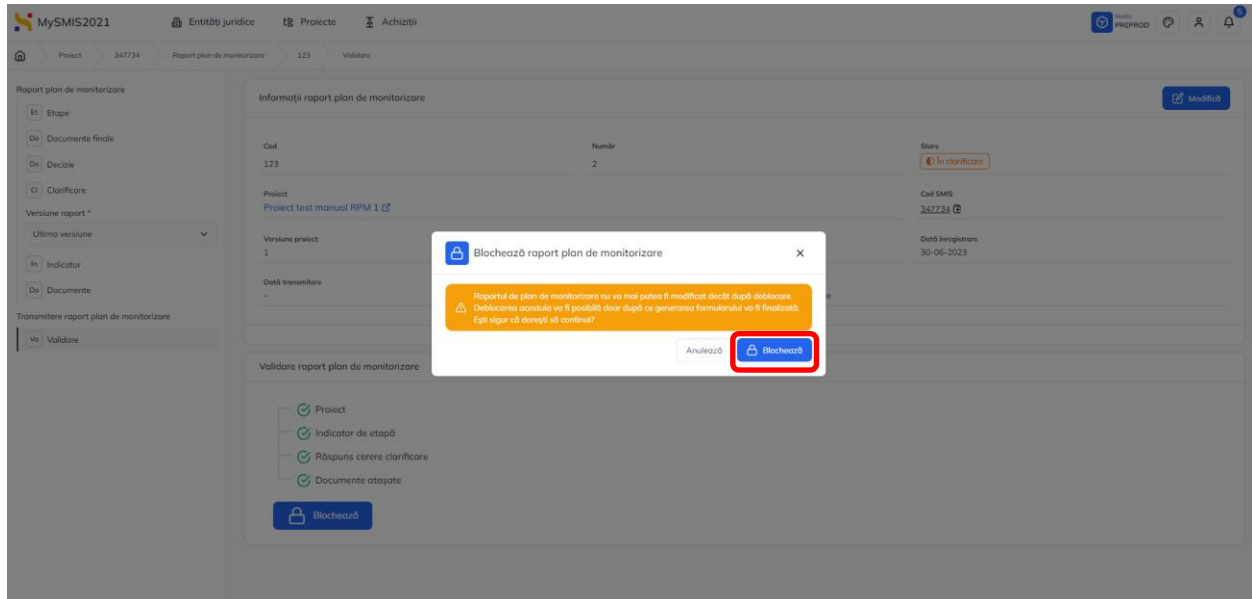 MySMIS2021
Entități juridice
Proiecte
Achiziții
Mediu
PREPROD
5
Proiect
347734
Raport plan de monitorizare
123
Validare
Raport plan de monitorizare
Et Etape
Do Documente finale
De Decizie
Cl Clarificare
Versiune raport *
Ultima versiune
In Indicator
Do Documente
Transmitere raport plan de monitorizare
Va Validare
Informații raport plan de monitorizare
Modifică
Cod
Număr
Stare
123
2
În clarificare
Proiect
Cod SMIS
Proiect test manual RPM 1
347734
Versiune proiect
Dată înregistrare
1
30-06-2023
Dată transmitere
-
Blochează raport plan de monitorizare
Raportul de plan de monitorizare nu va mai putea fi modificat decât după deblocare.
Deblocarea acestuia va fi posibilă doar după ce generarea formularului va fi finalizată.
Ești sigur că dorești să continui?
Anulează
Blochează
Validare raport plan de monitorizare
Proiect
Indicator de etapă
Răspuns cerere clarificare
Documente atașate
Blochează